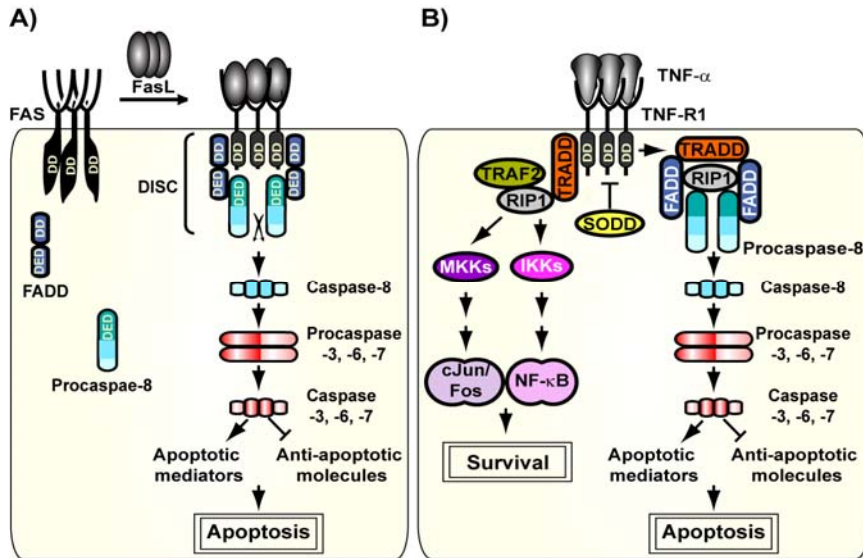 A)
FasL
FAS
DD
DD
DD
DISC
DD
DED
DD
DD
DD
DD
DED
DED
DED
DD
DED
FADD
DED
Procaspae-8
Caspase-8
Procaspase
-3, -6, -7
Caspase
-3, -6, -7
Apoptotic
mediators
Anti-apoptotic
molecules
Apoptosis
B)
TNF-α
TNF-R1
DD
DD
DD
TRADD
TRAF2
RIP1
SODD
TRADD
FADD
RIP1
FADD
Procaspase-8
MKKs
IKKs
cJun/
Fos
NF-κB
Survival
Caspase-8
Procaspase
-3, -6, -7
Caspase
-3, -6, -7
Apoptotic
mediators
Anti-apoptotic
molecules
Apoptosis